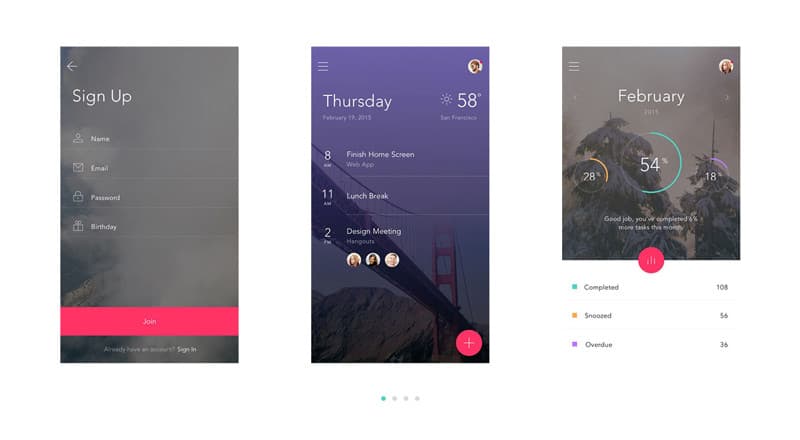 Sign Up
Name
Email
Password
Birthday
Join
Already have an account? Sign In
Thursday
58°
February 19, 2015
San Francisco
8 AM
Finish Home Screen
Web App
11 AM
Lunch Break
2 PM
Design Meeting
Hangouts
February
2015
28%
54%
18%
Good job, you've completed 6%
more tasks this month.
Completed 108
Snoozed 56
Overdue 36